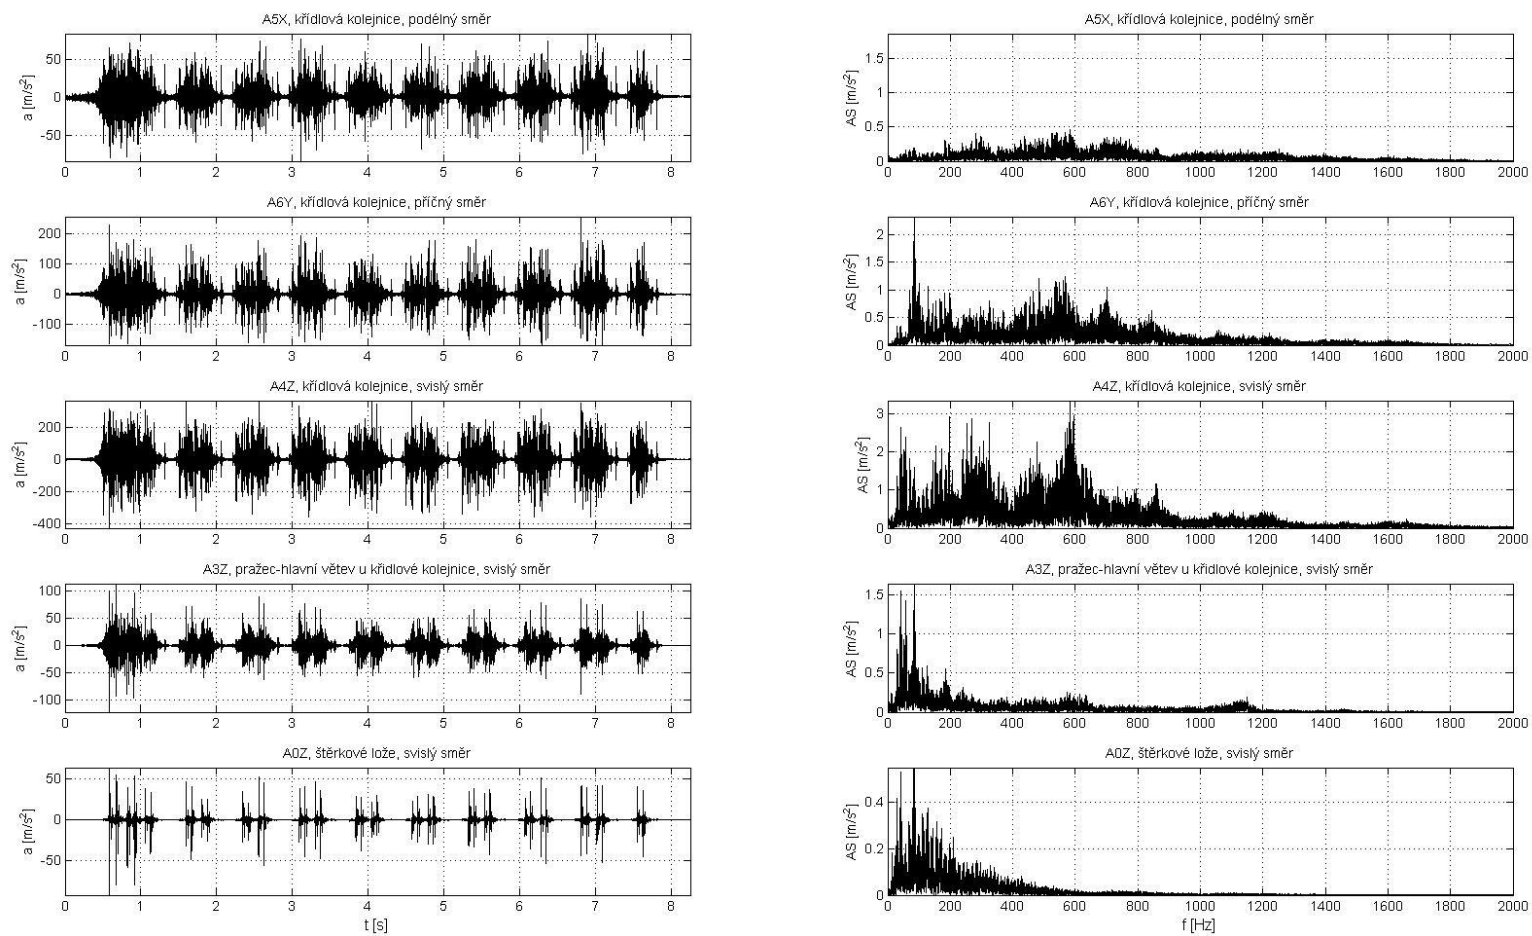 A5X, křídlová kolejnice, podélný směr
a [m/s²]
50
0
-50
0 1 2 3 4 5 6 7 8
A5X, křídlová kolejnice, podélný směr
AS [m/s²]
1.5
1
0.5
0
0 200 400 600 800 1000 1200 1400 1600 1800 2000
A6Y, křídlová kolejnice, příčný směr
a [m/s²]
200
100
0
-100
0 1 2 3 4 5 6 7 8
A6Y, křídlová kolejnice, příčný směr
AS [m/s²]
2
1.5
1
0.5
0
0 200 400 600 800 1000 1200 1400 1600 1800 2000
A4Z, křídlová kolejnice, svislý směr
a [m/s²]
200
0
-200
-400
0 1 2 3 4 5 6 7 8
A4Z, křídlová kolejnice, svislý směr
AS [m/s²]
3
2
1
0
0 200 400 600 800 1000 1200 1400 1600 1800 2000
A3Z, pražec-hlavní větev u křidlové kolejnice, svislý směr
a [m/s²]
100
50
0
-50
-100
0 1 2 3 4 5 6 7 8
A3Z, pražec-hlavní větev u křidlové kolejnice, svislý směr
AS [m/s²]
1.5
1
0.5
0
0 200 400 600 800 1000 1200 1400 1600 1800 2000
A0Z, štěrkové lože, svislý směr
a [m/s²]
50
0
-50
0 1 2 3 4 5 6 7 8
t [s]
A0Z, štěrkové lože, svislý směr
AS [m/s²]
0.4
0.2
0
0 200 400 600 800 1000 1200 1400 1600 1800 2000
f [Hz]